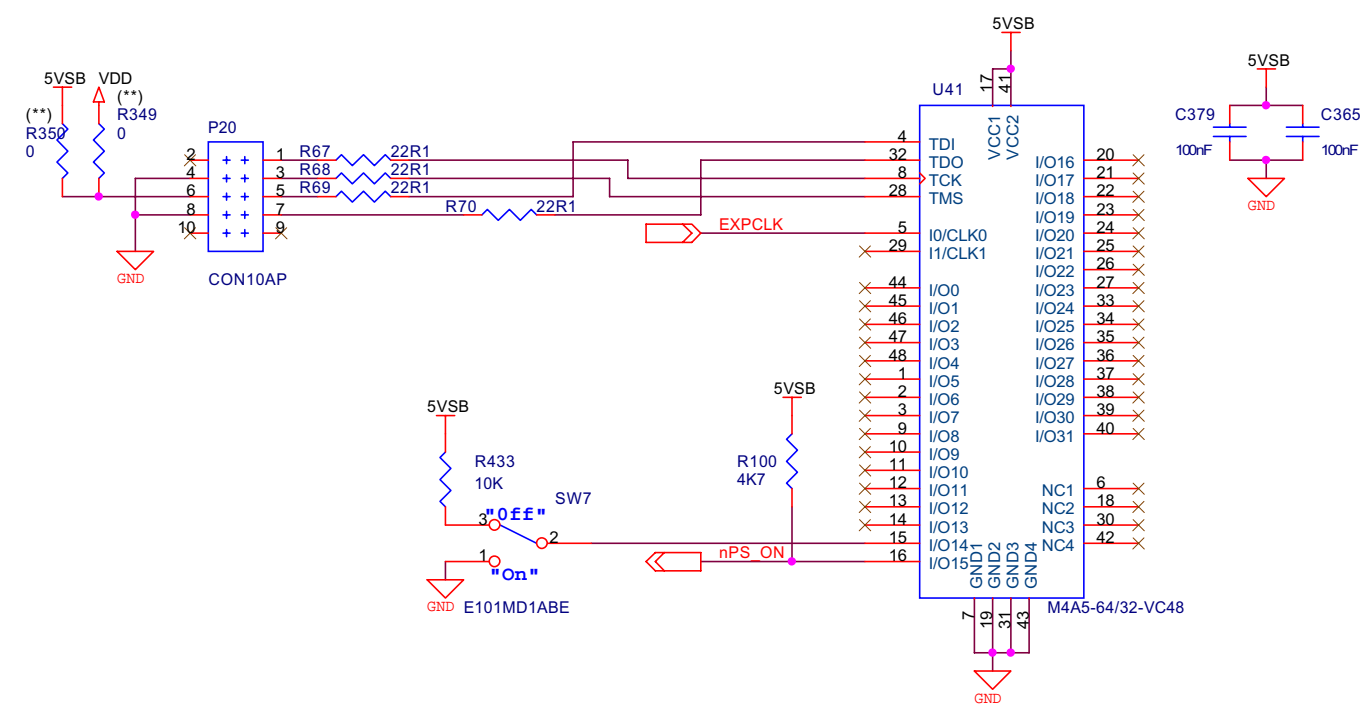 5VSB
5VSB VDD
(**)
R350
0
(**)
R349
0
P20
2
4
6
8
10
1
3
5
7
9
CON10AP
GND
R67 22R1
R68 22R1
R69 22R1
R70 22R1
EXPCLK
5VSB
R433
10K
SW7
3
"Off"
2
1
"On"
GND
E101MD1ABE
5VSB
R100
4K7
nPS_ON
U41
17
41
VCC1
VCC2
4 TDI
32 TDO
8 TCK
28 TMS
5 I0/CLK0
29 I1/CLK1
44 I/O0
45 I/O1
46 I/O2
47 I/O3
48 I/O4
1 I/O5
2 I/O6
3 I/O7
9 I/O8
10 I/O9
11 I/O10
12 I/O11
13 I/O12
14 I/O13
15 I/O14
16 I/O15
I/O16 20
I/O17 21
I/O18 22
I/O19 23
I/O20 24
I/O21 25
I/O22 26
I/O23 27
I/O24 33
I/O25 34
I/O26 35
I/O27 36
I/O28 37
I/O29 38
I/O30 39
I/O31 40
NC1 6
NC2 18
NC3 30
NC4 42
GND1
GND2
GND3
GND4
7
19
31
43
M4A5-64/32-VC48
GND
5VSB
C379
100nF
C365
100nF
GND